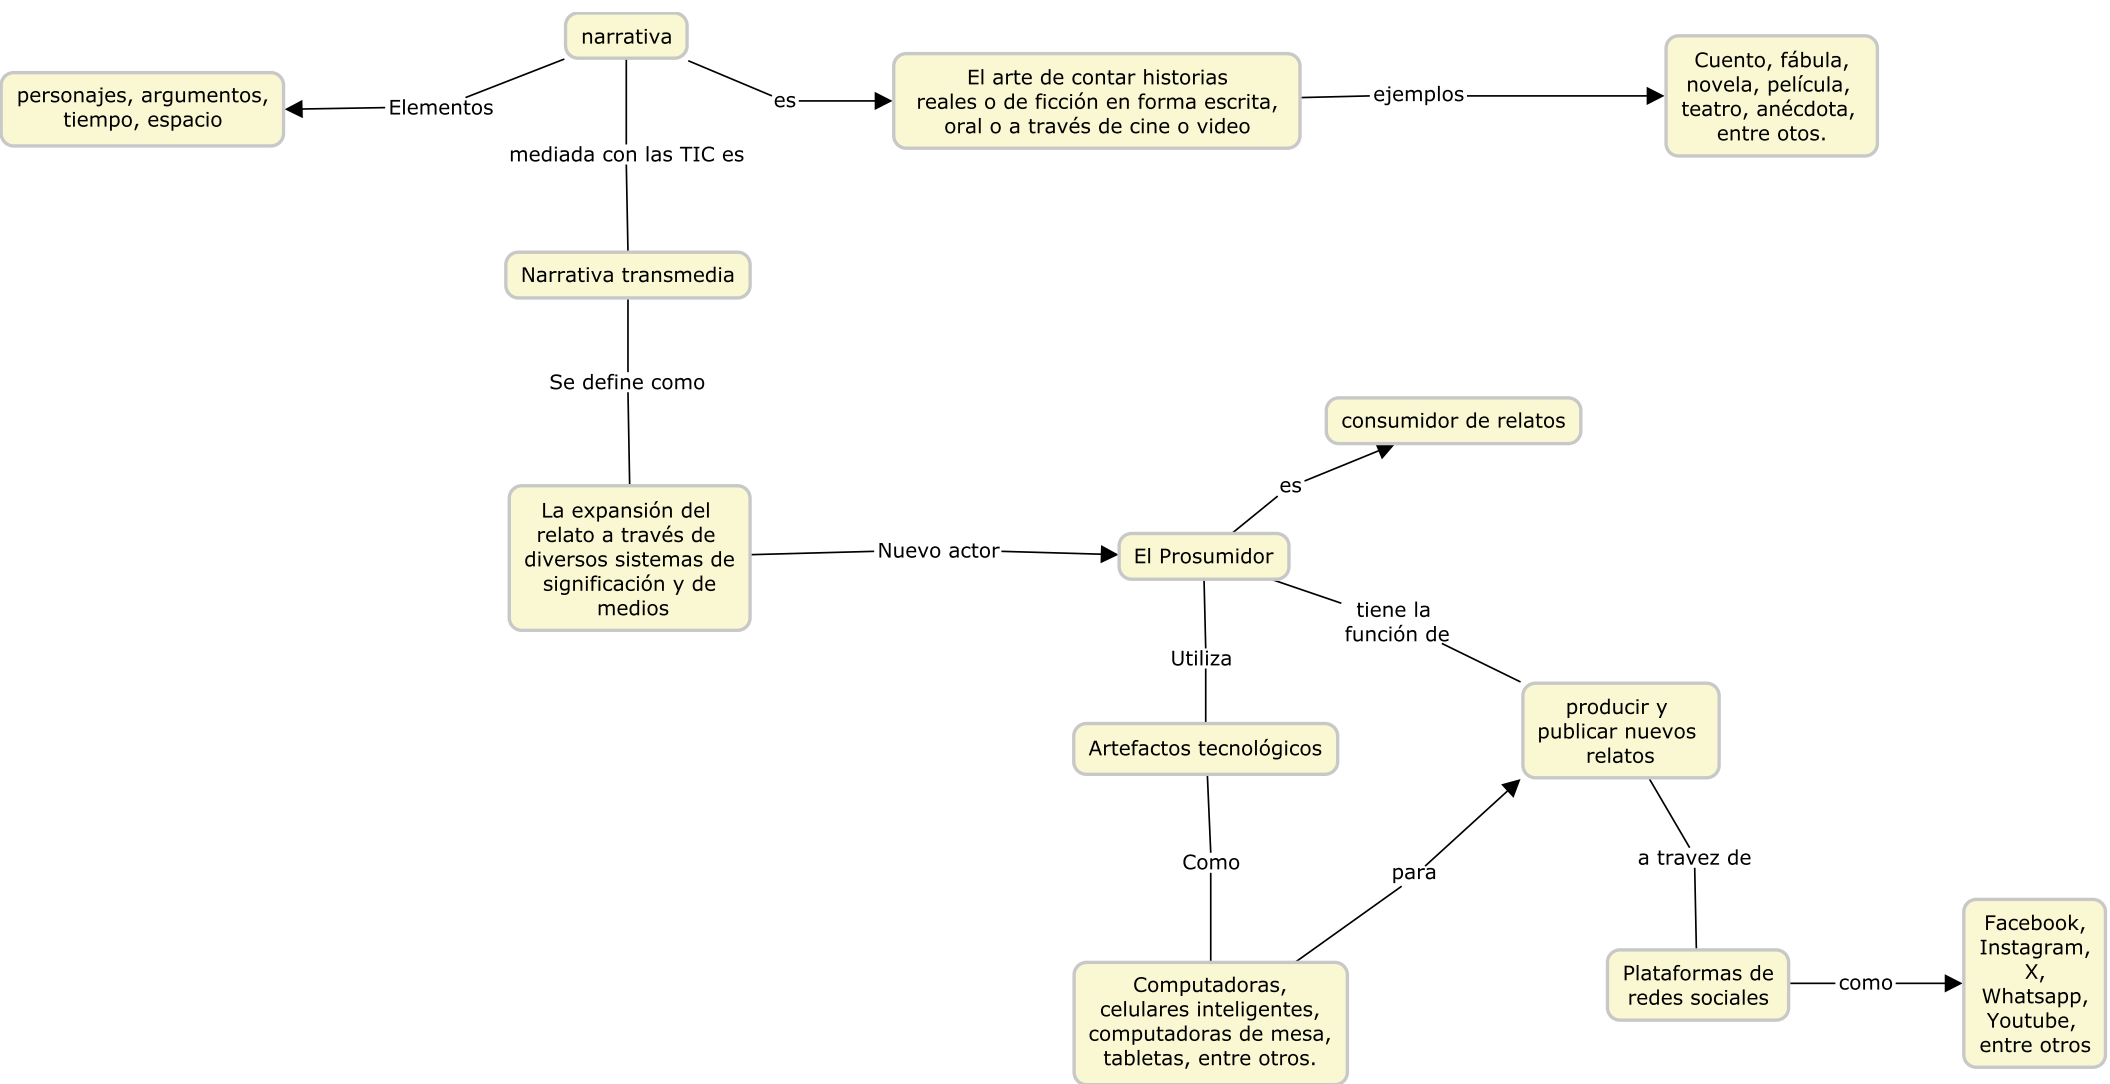 narrativa
personajes, argumentos,
tiempo, espacio
Elementos
es
El arte de contar historias
reales o de ficción en forma escrita,
oral o a través de cine o video
ejemplos
Cuento, fábula,
novela, película,
teatro, anécdota,
entre otos.
mediada con las TIC es
Narrativa transmedia
Se define como
La expansión del
relato a través de
diversos sistemas de
significación y de
medios
Nuevo actor
El Prosumidor
es
consumidor de relatos
tiene la
función de
Utiliza
Artefactos tecnológicos
producir y
publicar nuevos
relatos
Como
para
a travez de
Computadoras,
celulares inteligentes,
computadoras de mesa,
tabletas, entre otros.
Plataformas de
redes sociales
como
Facebook,
Instagram,
X,
Whatsapp,
Youtube,
entre otros